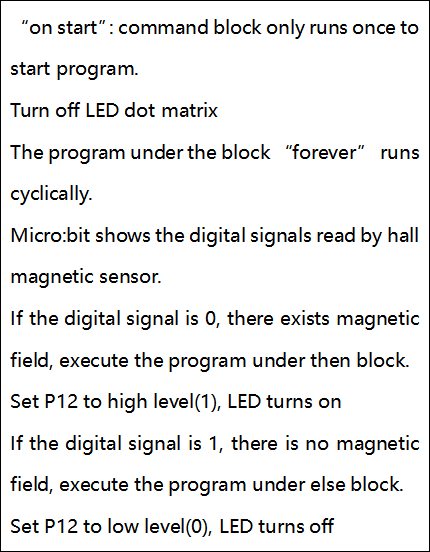 “on start”: command block only runs once to
start program.
Turn off LED dot matrix
The program under the block “forever” runs
cyclically.
Micro:bit shows the digital signals read by hall
magnetic sensor.
If the digital signal is 0, there exists magnetic
field, execute the program under then block.
Set P12 to high level(1), LED turns on
If the digital signal is 1, there is no magnetic
field, execute the program under else block.
Set P12 to low level(0), LED turns off